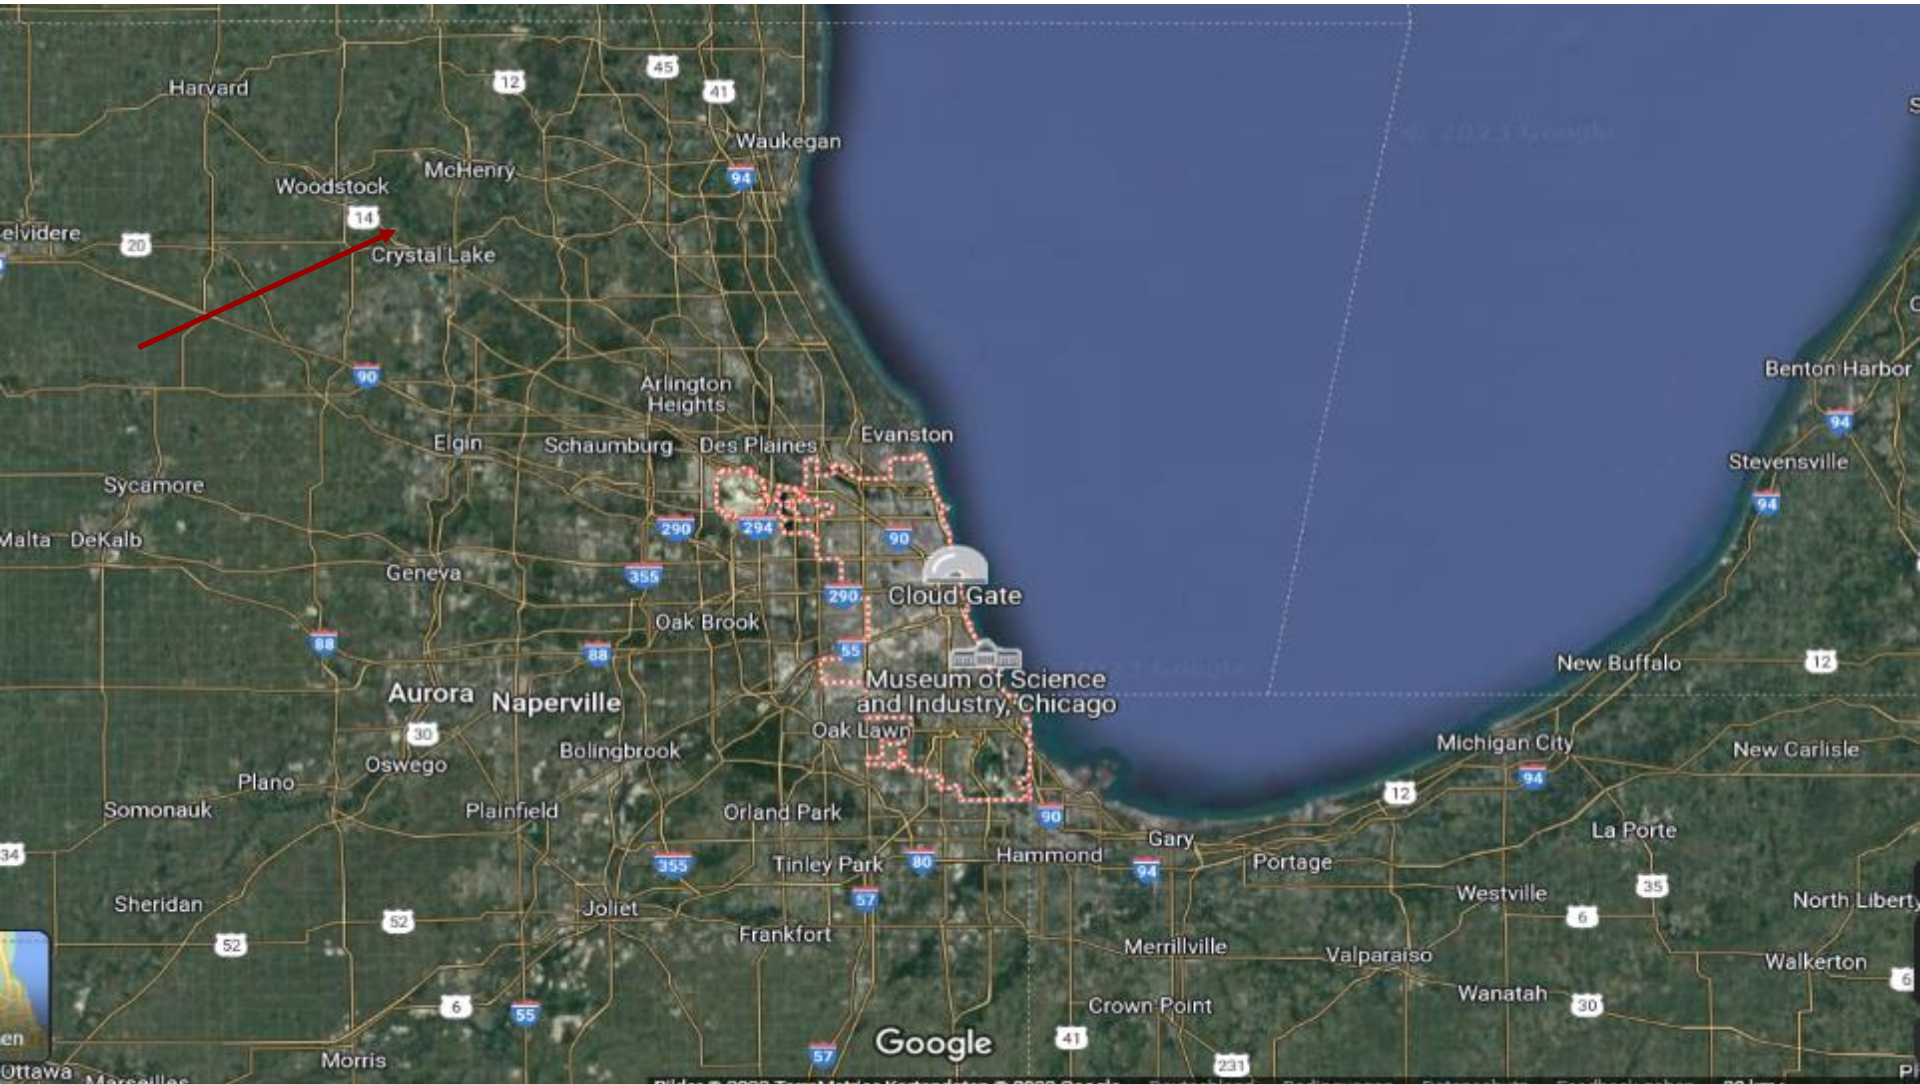 Harvard
12
45
41
Waukegan
McHenry
94
Woodstock
14
elvidere
20
Crystal Lake
© 2023 Google
S
90
Arlington
Heights
Benton Harbor
94
Elgin
Schaumburg
Des Plaines
Evanston
Stevensville
94
Sycamore
290
294
90
Malta
DeKalb
Geneva
355
290
Cloud Gate
Oak Brook
88
88
55
New Buffalo
12
Museum of Science
and Industry, Chicago
Aurora
Naperville
30
Oak Lawn
Bolingbrook
Oswego
Michigan City
New Carlisle
94
Plano
12
Somonauk
Plainfield
Orland Park
90
La Porte
Gary
34
355
Tinley Park
80
Hammond
94
Portage
35
Sheridan
57
Westville
North Liberty
Joliet
52
52
6
Frankfort
Merrillville
Valparaiso
Walkerton
6
6
55
Crown Point
Wanatah
30
en
Google
41
Morris
57
231
Ottawa